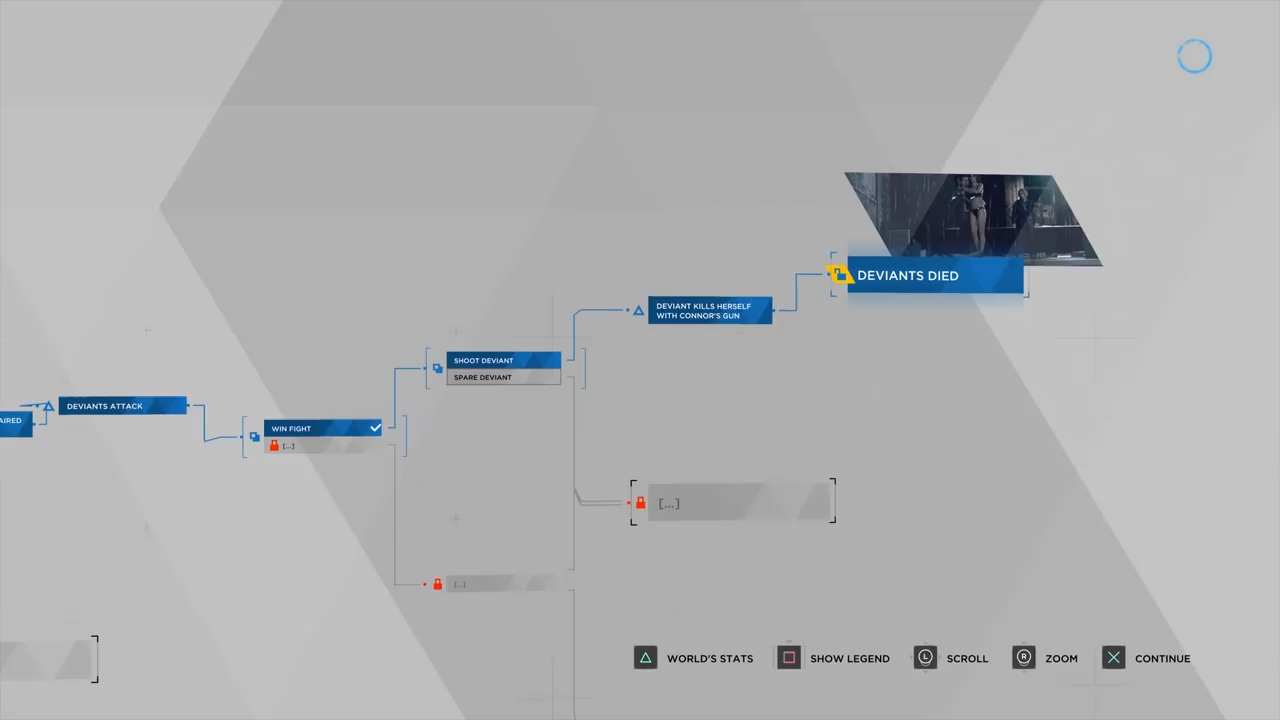 DEVIANTS DIED
DEVIANT KILLS HERSELF
WITH CONNOR'S GUN
SHOOT DEVIANT
SPARE DEVIANT
DEVIANTS ATTACK
AIRED
WIN FIGHT
[...]
[...]
[...]
WORLD'S STATS
SHOW LEGEND
L
SCROLL
R
ZOOM
CONTINUE